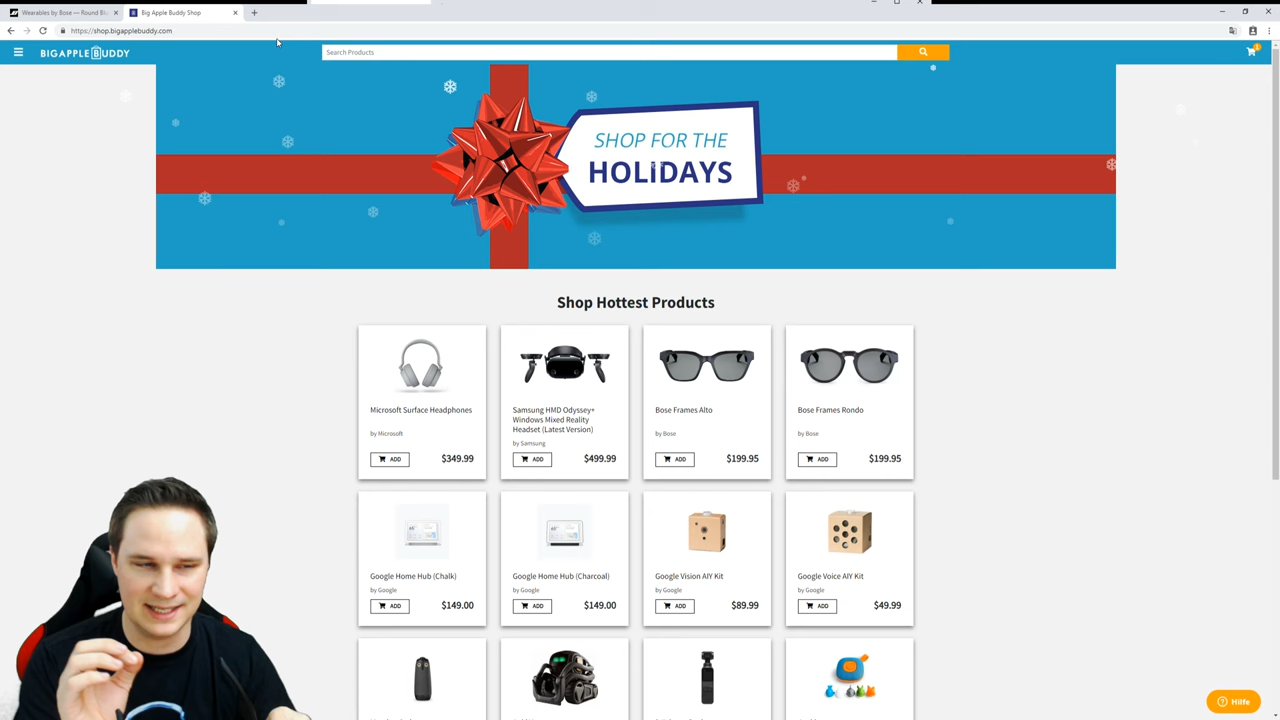 Wearables by Bose — Round Blu
Big Apple Buddy Shop
https://shop.bigapplebuddy.com
BIGAPPLEBUDDY
Search Products
SHOP FOR THE
HOLIDAYS
Shop Hottest Products
Microsoft Surface Headphones
by Microsoft
ADD $349.99
Samsung HMD Odyssey+
Windows Mixed Reality
Headset (Latest Version)
by Samsung
ADD $499.99
Bose Frames Alto
by Bose
ADD $199.95
Bose Frames Rondo
by Bose
ADD $199.95
Google Home Hub (Chalk)
by Google
ADD $149.00
Google Home Hub (Charcoal)
by Google
ADD $149.00
Google Vision AIY Kit
by Google
ADD $89.99
Google Voice AIY Kit
by Google
ADD $49.99
Hilfe